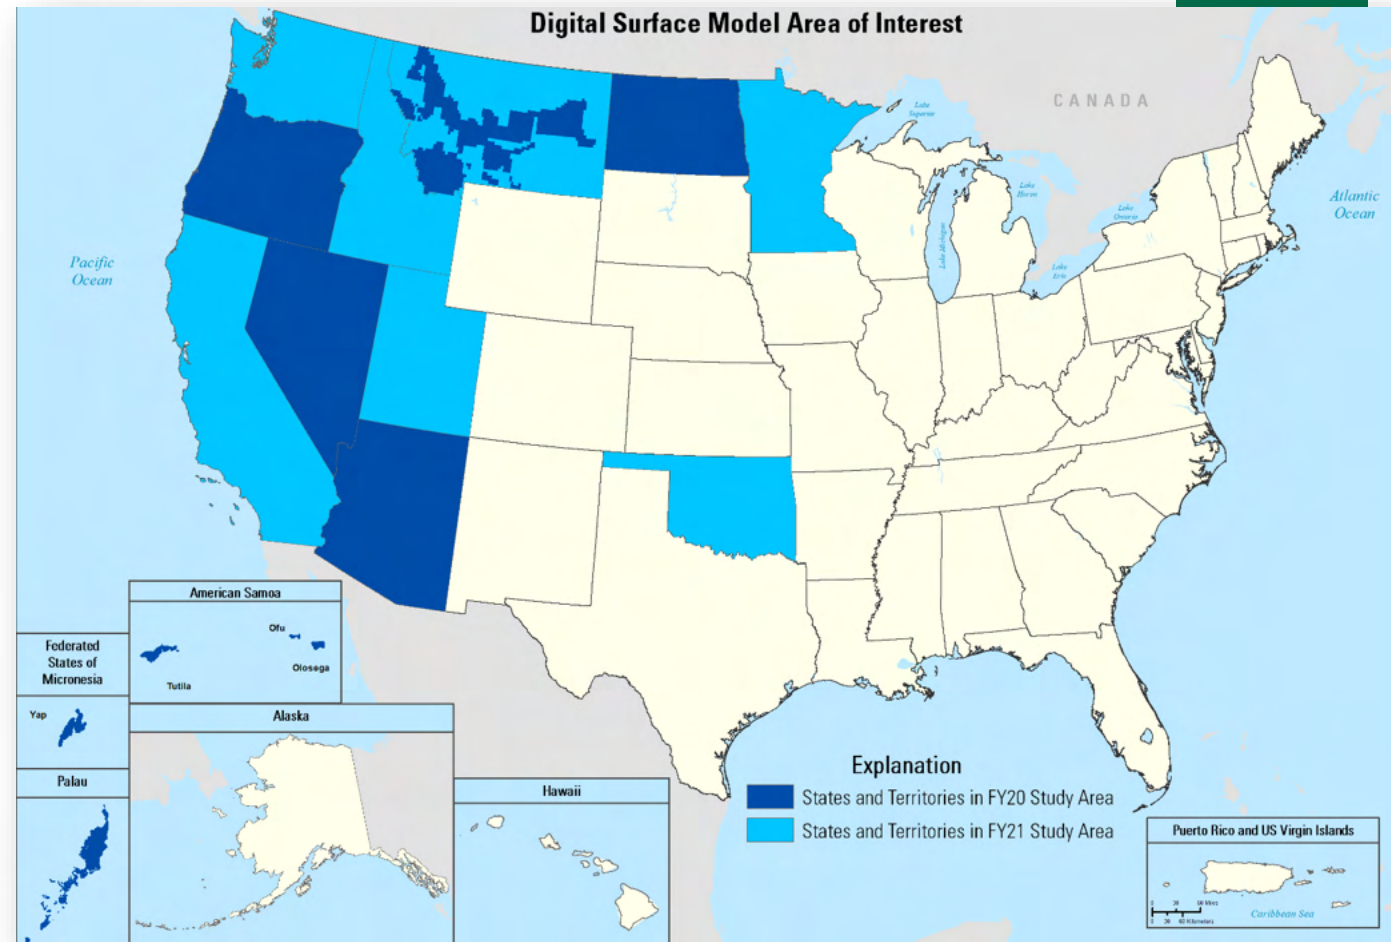 Digital Surface Model Area of Interest
CANADA
Lake
Superior
Lake
Huron
Lake
Ontario
Lake Michigan
Lake
Erie
Atlantic
Ocean
Pacific
Ocean
American Samoa
Ofu
Olosega
Tutila
Federated
States of
Micronesia
Yap
Palau
Alaska
Hawaii
Explanation
States and Territories in FY20 Study Area
States and Territories in FY21 Study Area
Puerto Rico and US Virgin Islands
Caribbean Sea